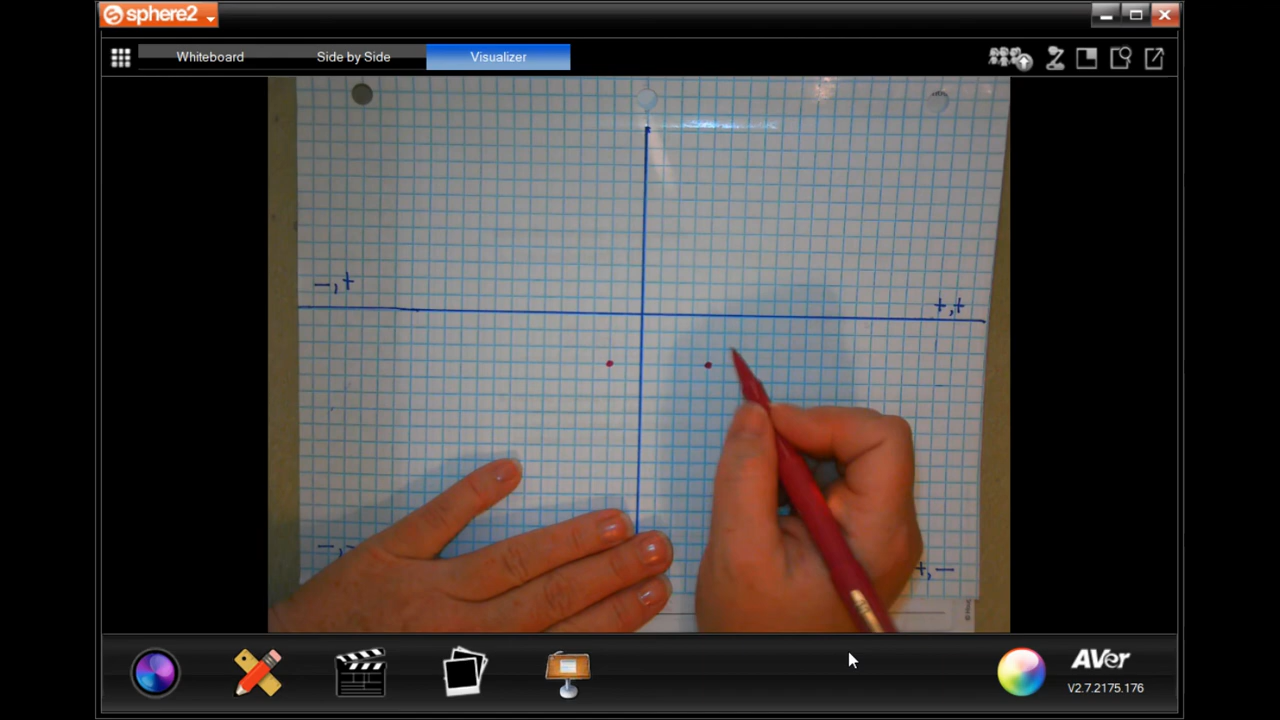 sphere2
Whiteboard
Side by Side
Visualizer
−,+
+,+
−,−
+,−
AVer
V2.7.2175.176